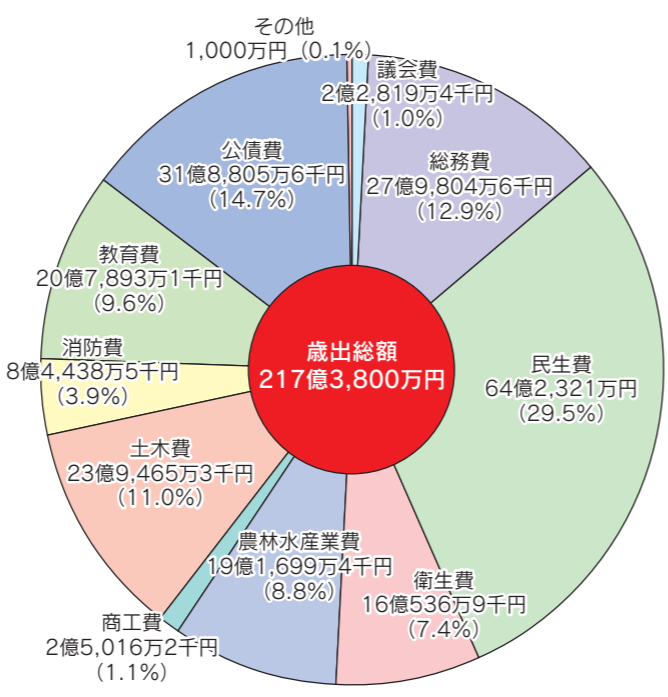 その他
1,000万円（0.1%）
議会費
2億2,819万4千円
（1.0%）
総務費
27億9,804万6千円
（12.9%）
民生費
64億2,321万円
（29.5%）
衛生費
16億536万9千円
（7.4%）
農林水産業費
19億1,699万4千円
（8.8%）
商工費
2億5,016万2千円
（1.1%）
土木費
23億9,465万3千円
（11.0%）
消防費
8億4,438万5千円
（3.9%）
教育費
20億7,893万1千円
（9.6%）
公債費
31億8,805万6千円
（14.7%）
歳出総額
217億3,800万円